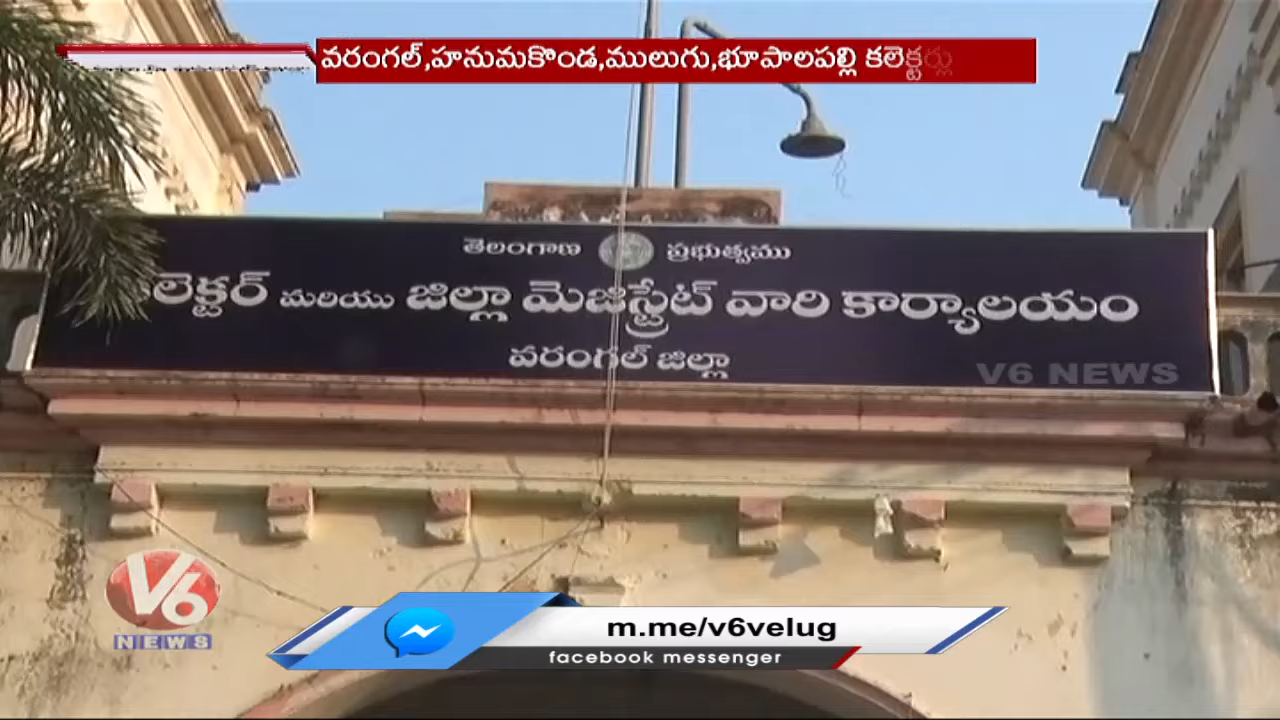 వరంగల్,హనుమకొండ,ములుగు,భూపాలపల్లి కలెక్టర్లు
తెలంగాణ ప్రభుత్వము
కలెక్టర్ మరియు జిల్లా మెజిస్ట్రేట్ వారి కార్యాలయం
వరంగల్ జిల్లా
V6 NEWS
V6
NEWS
m.me/v6velug
facebook messenger